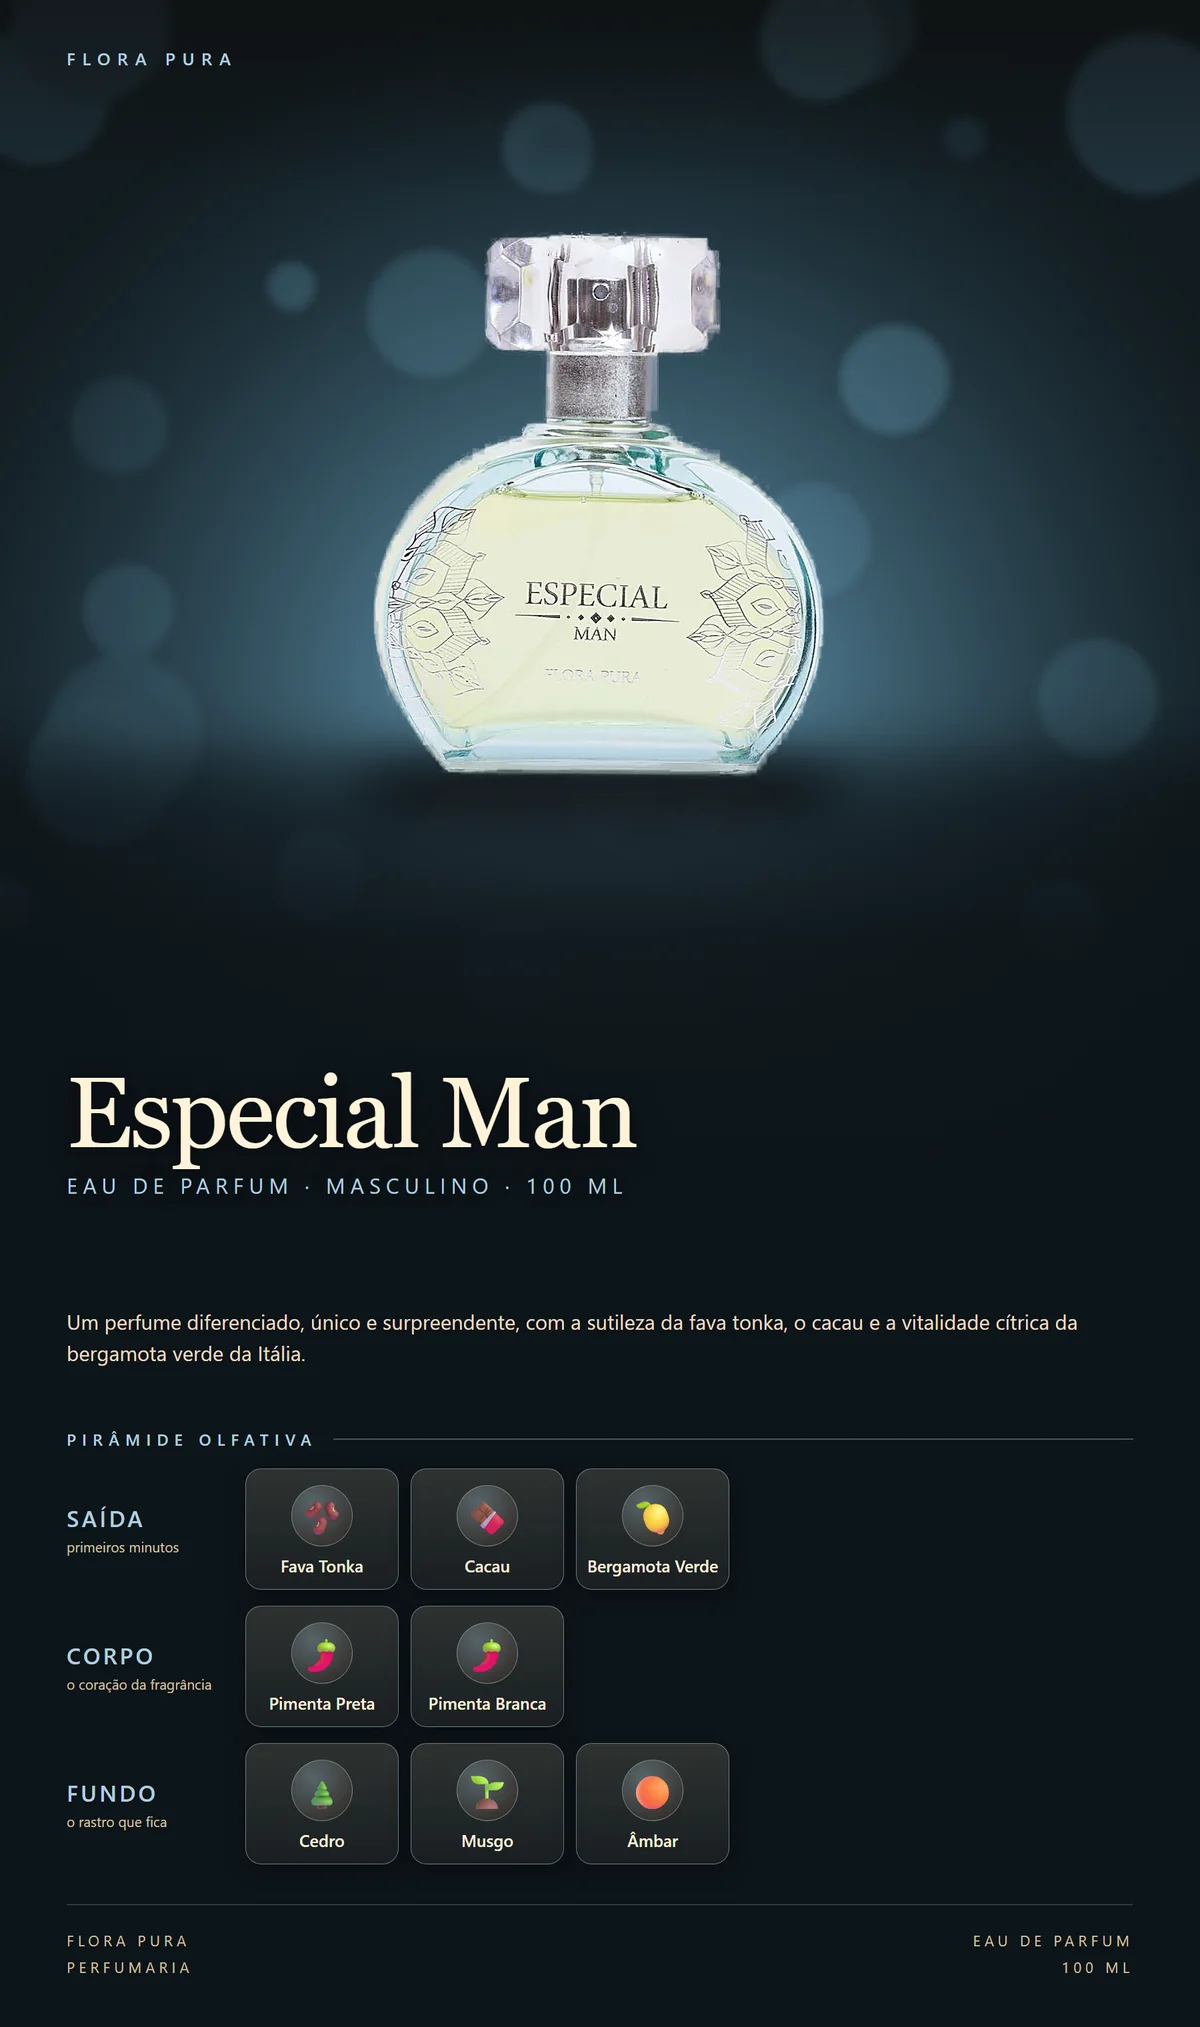 FLORA PURA
ESPECIAL
MAN
FLORA PURA
Especial Man
EAU DE PARFUM · MASCULINO · 100 ML
Um perfume diferenciado, único e surpreendente, com a sutileza da fava tonka, o cacau e a vitalidade cítrica da
bergamota verde da Itália.
PIRÂMIDE OLFATIVA
SAÍDA
primeiros minutos
Fava Tonka
Cacau
Bergamota Verde
CORPO
o coração da fragrância
Pimenta Preta
Pimenta Branca
FUNDO
o rastro que fica
Cedro
Musgo
Âmbar
FLORA PURA
PERFUMARIA
EAU DE PARFUM
100 ML